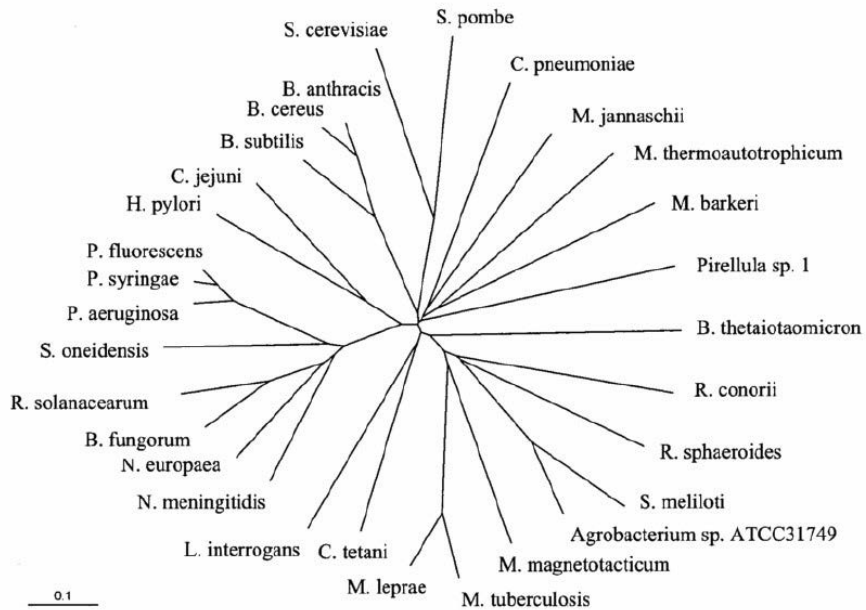 S. pombe
S. cerevisiae
C. pneumoniae
B. anthracis
B. cereus
M. jannaschii
B. subtilis
M. thermoautotrophicum
C. jejuni
H. pylori
M. barkeri
P. fluorescens
Pirellula sp. 1
P. syringae
P. aeruginosa
B. thetaiotaomicron
S. oneidensis
R. conorii
R. solanacearum
B. fungorum
R. sphaeroides
N. europaea
N. meningitidis
S. meliloti
Agrobacterium sp. ATCC31749
L. interrogans
C. tetani
M. magnetotacticum
M. leprae
M. tuberculosis
0.1